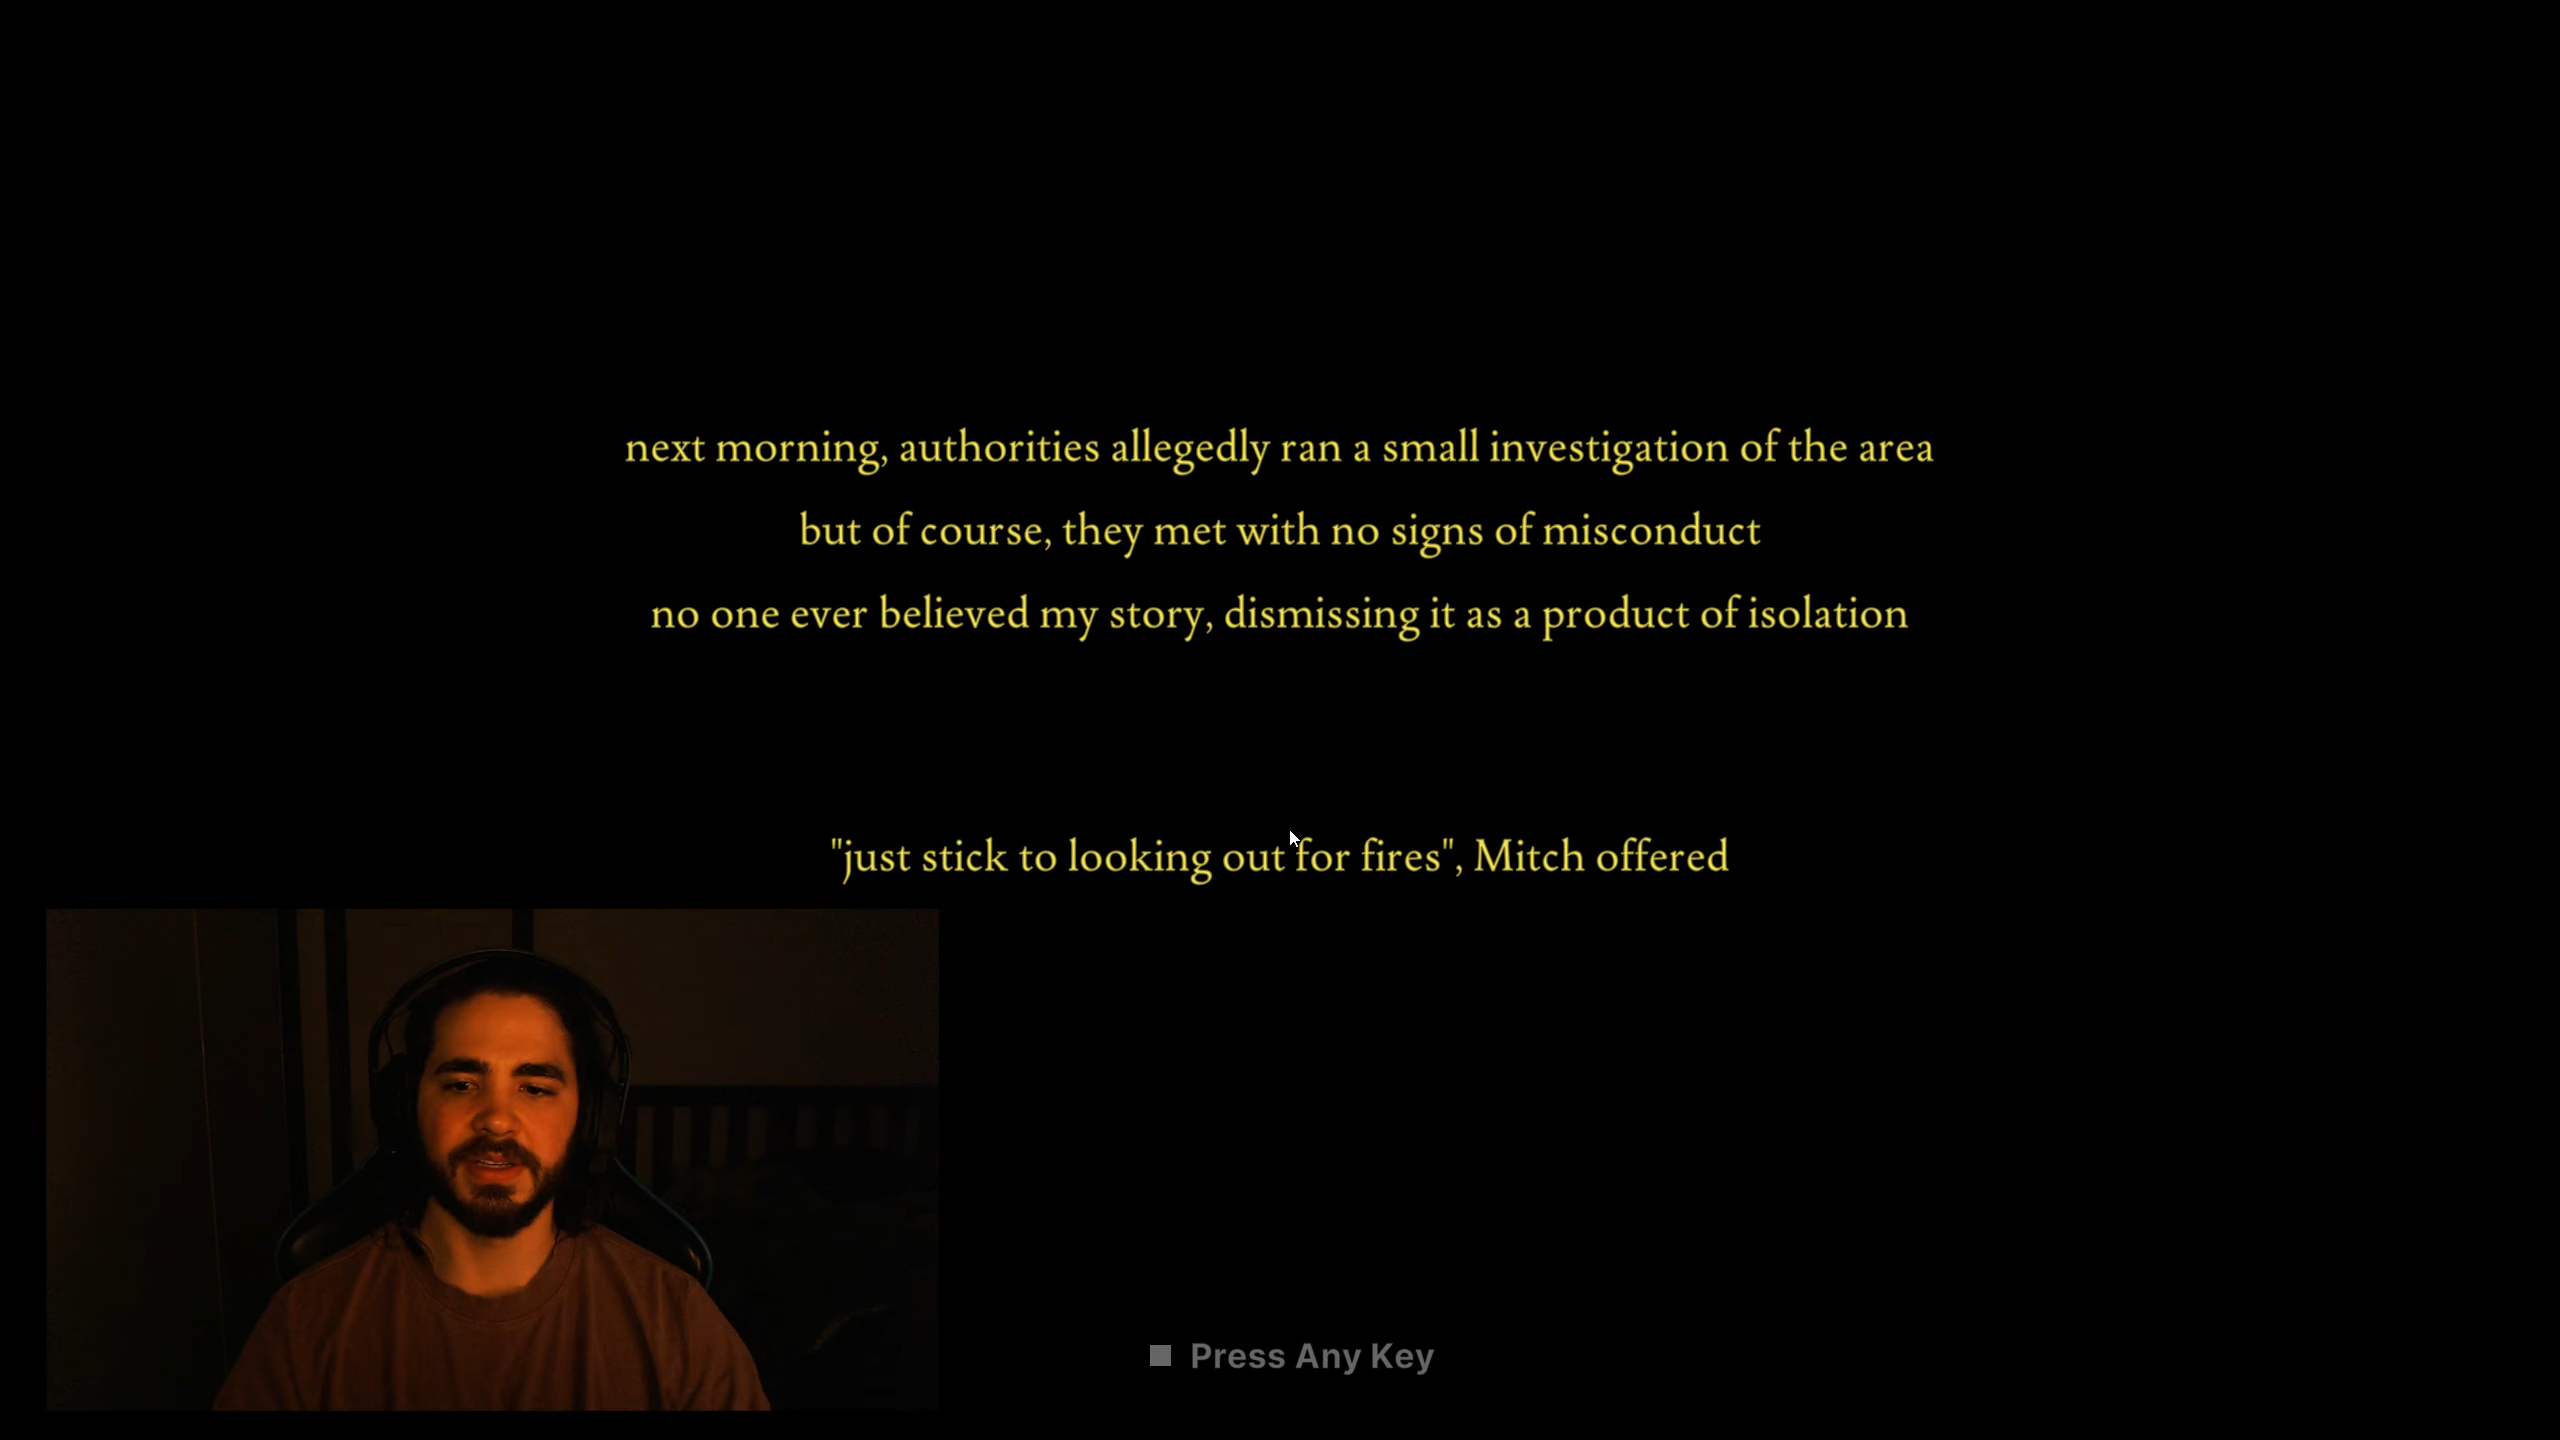 next morning, authorities allegedly ran a small investigation of the area
but of course, they met with no signs of misconduct
no one ever believed my story, dismissing it as a product of isolation
"just stick to looking out for fires", Mitch offered
Press Any Key